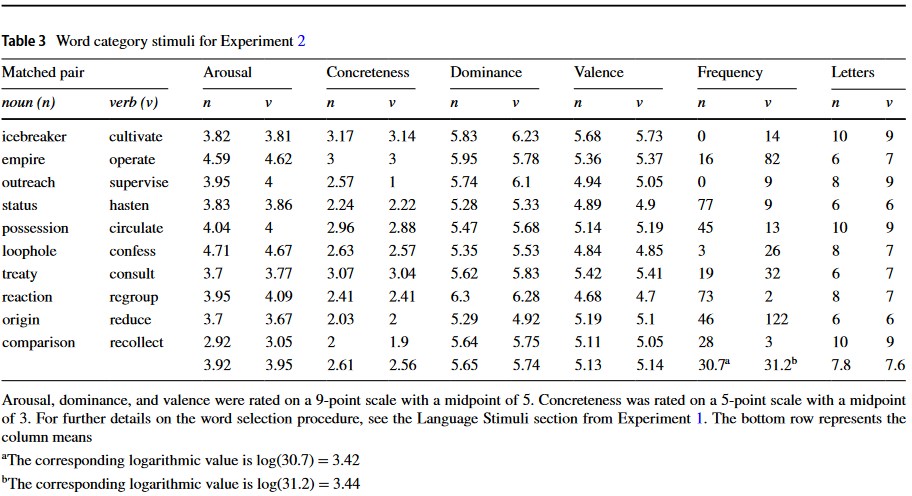 Table 3 Word category stimuli for Experiment 2
Matched pair Arousal Concreteness Dominance Valence Frequency Letters
noun (n) verb (v) n v n v n v n v n v n v
icebreaker cultivate 3.82 3.81 3.17 3.14 5.83 6.23 5.68 5.73 0 14 10 9
empire operate 4.59 4.62 3 3 5.95 5.78 5.36 5.37 16 82 6 7
outreach supervise 3.95 4 2.57 1 5.74 6.1 4.94 5.05 0 9 8 9
status hasten 3.83 3.86 2.24 2.22 5.28 5.33 4.89 4.9 77 9 6 6
possession circulate 4.04 4 2.96 2.88 5.47 5.68 5.14 5.19 45 13 10 9
loophole confess 4.71 4.67 2.63 2.57 5.35 5.53 4.84 4.85 3 26 8 7
treaty consult 3.7 3.77 3.07 3.04 5.62 5.83 5.42 5.41 19 32 6 7
reaction regroup 3.95 4.09 2.41 2.41 6.3 6.28 4.68 4.7 73 2 8 7
origin reduce 3.7 3.67 2.03 2 5.29 4.92 5.19 5.1 46 122 6 6
comparison recollect 2.92 3.05 2 1.9 5.64 5.75 5.11 5.05 28 3 10 9
3.92 3.95 2.61 2.56 5.65 5.74 5.13 5.14 30.7a 31.2b 7.8 7.6
Arousal, dominance, and valence were rated on a 9-point scale with a midpoint of 5. Concreteness was rated on a 5-point scale with a midpoint
of 3. For further details on the word selection procedure, see the Language Stimuli section from Experiment 1. The bottom row represents the
column means
aThe corresponding logarithmic value is log(30.7) = 3.42
bThe corresponding logarithmic value is log(31.2) = 3.44